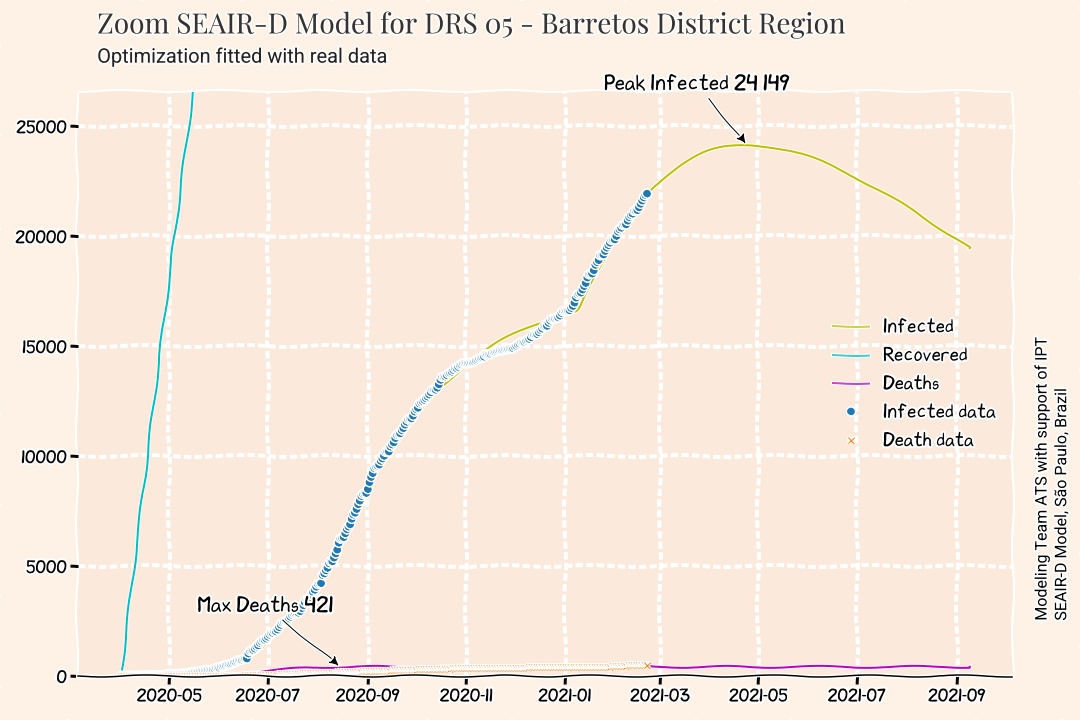 Zoom SEAIR-D Model for DRS 05 - Barretos District Region
Optimization fitted with real data
Peak Infected 24 149
25000
20000
15000
10000
5000
0
Max Deaths 421
Infected
Recovered
Deaths
Infected data
Death data
2020-05
2020-07
2020-09
2020-11
2021-01
2021-03
2021-05
2021-07
2021-09
Modeling Team ATS with support of IPT
SEAIR-D Model, São Paulo, Brazil